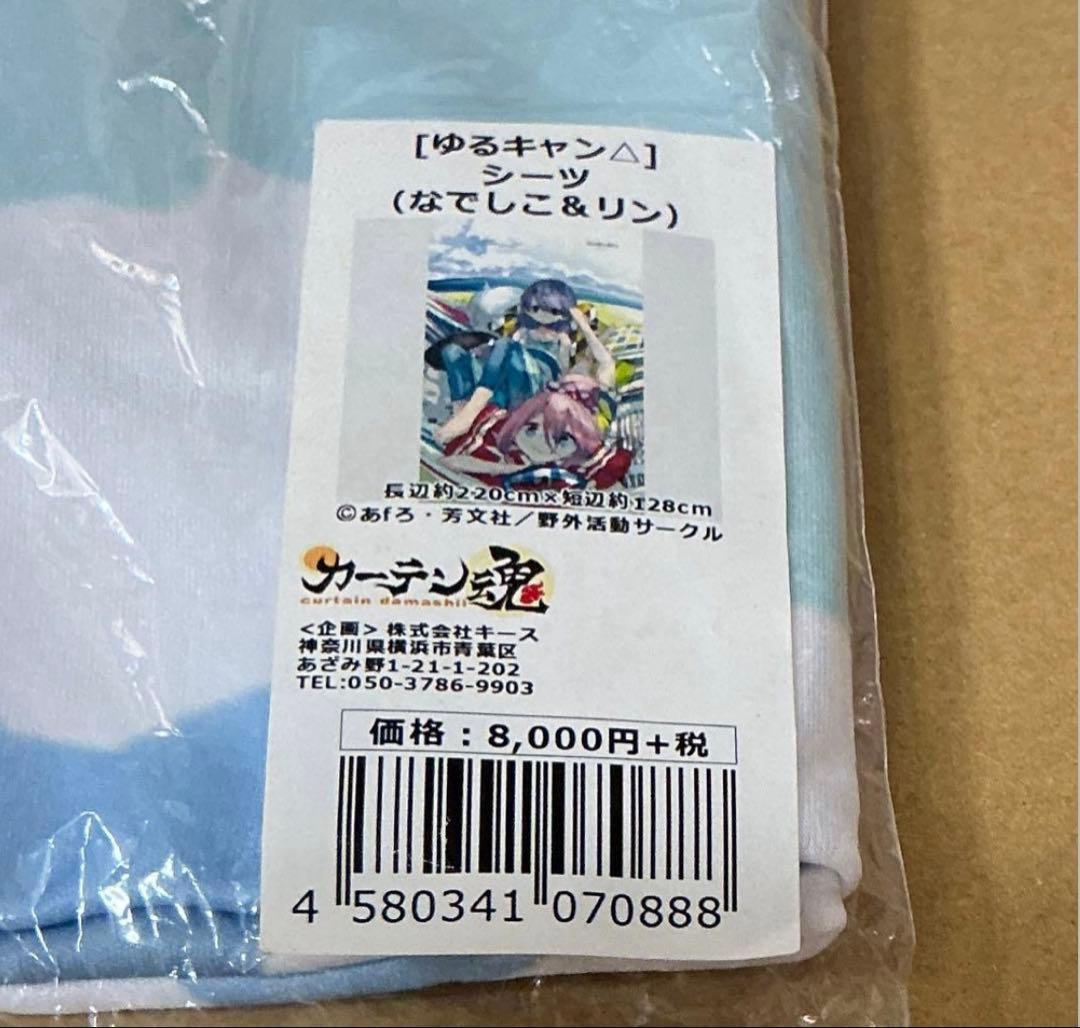 [ゆるキャン△]
シーツ
(なでしこ&リン)
長辺約220cm×短辺約128cm
©あfろ・芳文社／野外活動サークル
カーテン魂
curtain damashii
<企画>株式会社キース
神奈川県横浜市青葉区
あざみ野1-21-1-202
TEL:050-3786-9903
価格：8,000円+税
4 580341 070888